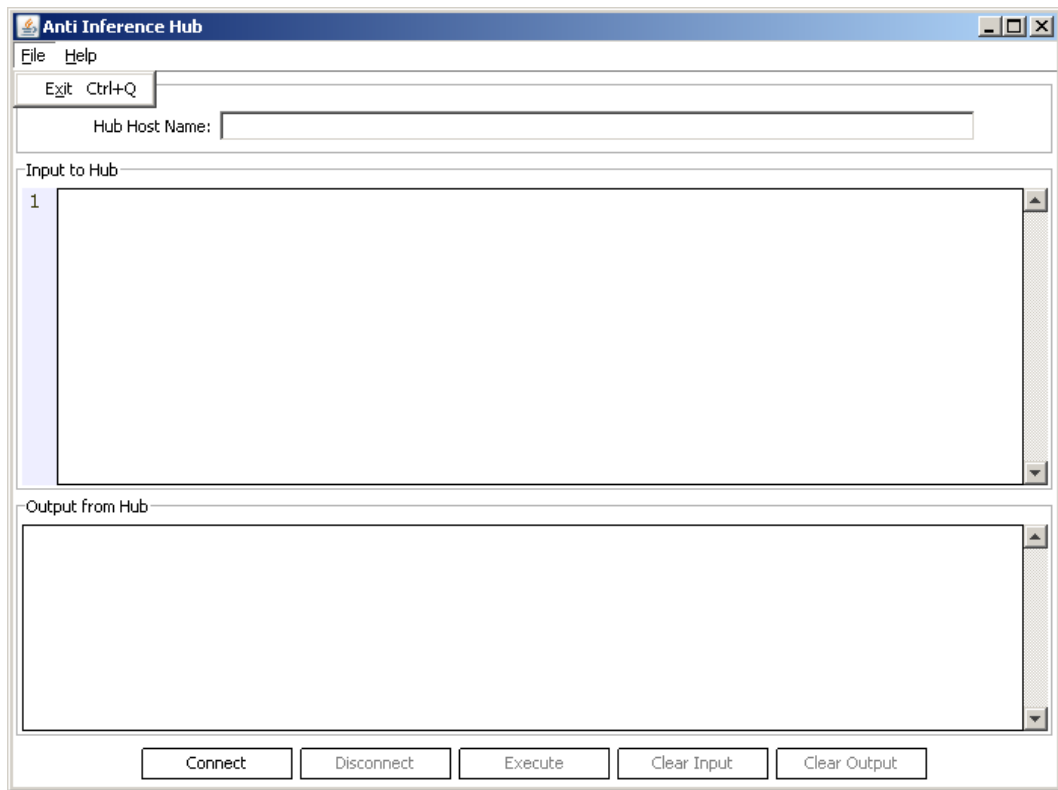 Anti Inference Hub
File Help
Exit Ctrl+Q
Hub Host Name:
Input to Hub
1
Output from Hub
Connect Disconnect Execute Clear Input Clear Output